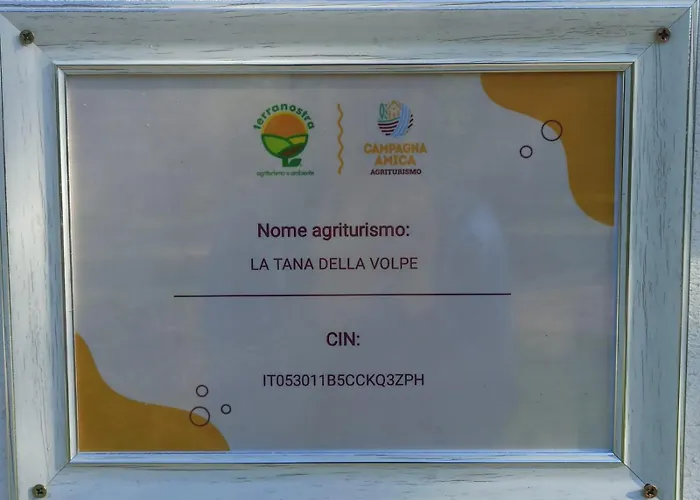 terranostra
agriturismo e ambiente
CAMPAGNA
AMICA
AGRITURISMO
Nome agriturismo:
LA TANA DELLA VOLPE
CIN:
IT053011B5CCKQ3ZPH